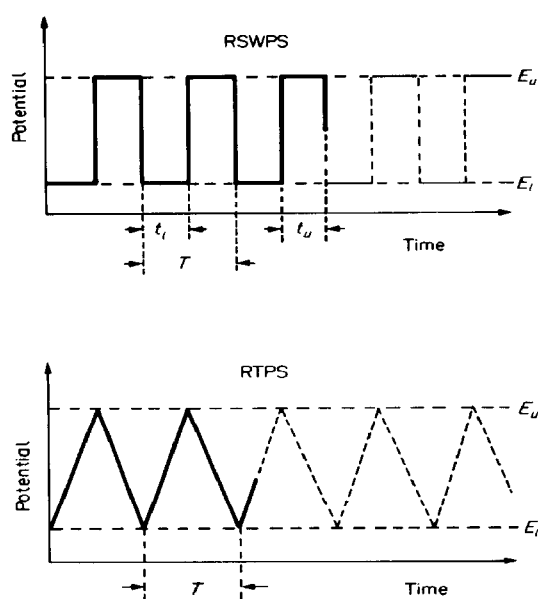 RSWPS
Potential
E_u
E_l
t_l
t_u
T
Time
RTPS
Potential
E_u
E_l
T
Time